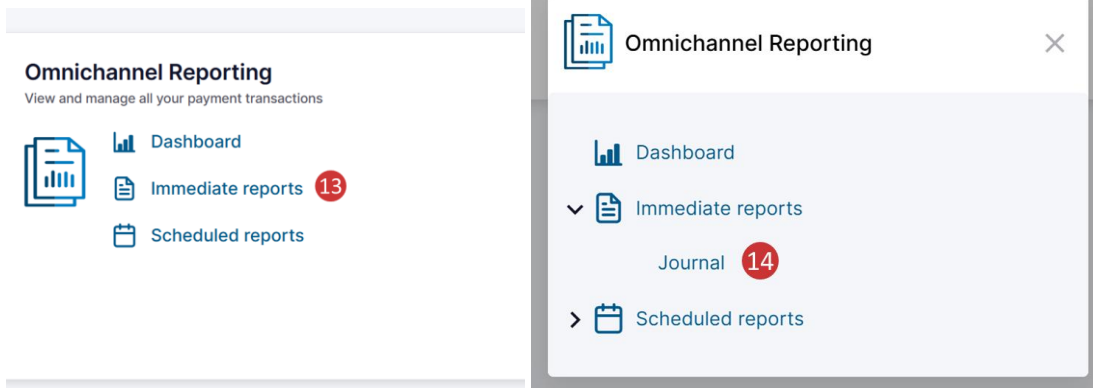 Omnichannel Reporting
View and manage all your payment transactions
Dashboard
Immediate reports 13
Scheduled reports
Omnichannel Reporting
Dashboard
Immediate reports
Journal 14
Scheduled reports